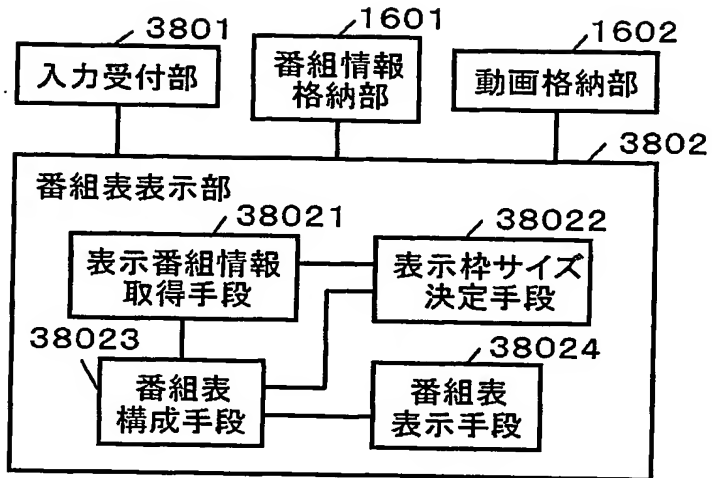 3801
1601
1602
入力受付部
番組情報
格納部
動画格納部
3802
番組表表示部
38021
38022
表示番組情報
取得手段
表示枠サイズ
決定手段
38023
38024
番組表
構成手段
番組表
表示手段